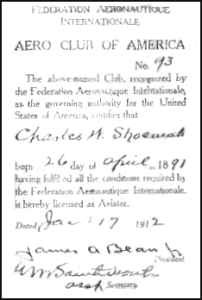 FEDERATION AERONAUTIQUE
INTERNATIONALE
AERO CLUB OF AMERICA
No. 93
The above-named Club, recognized by
the Federation Aeronautique Internationale,
as the governing authority for the United
States of America, certifies that
Charles W. Shoemak
born 26 day of April 1891
having fulfilled all the conditions required by
the Federation Aeronautique Internationale,
is hereby licensed as Aviator.
Dated Jan 17 1912
James A Blair Jr
President
Secretary